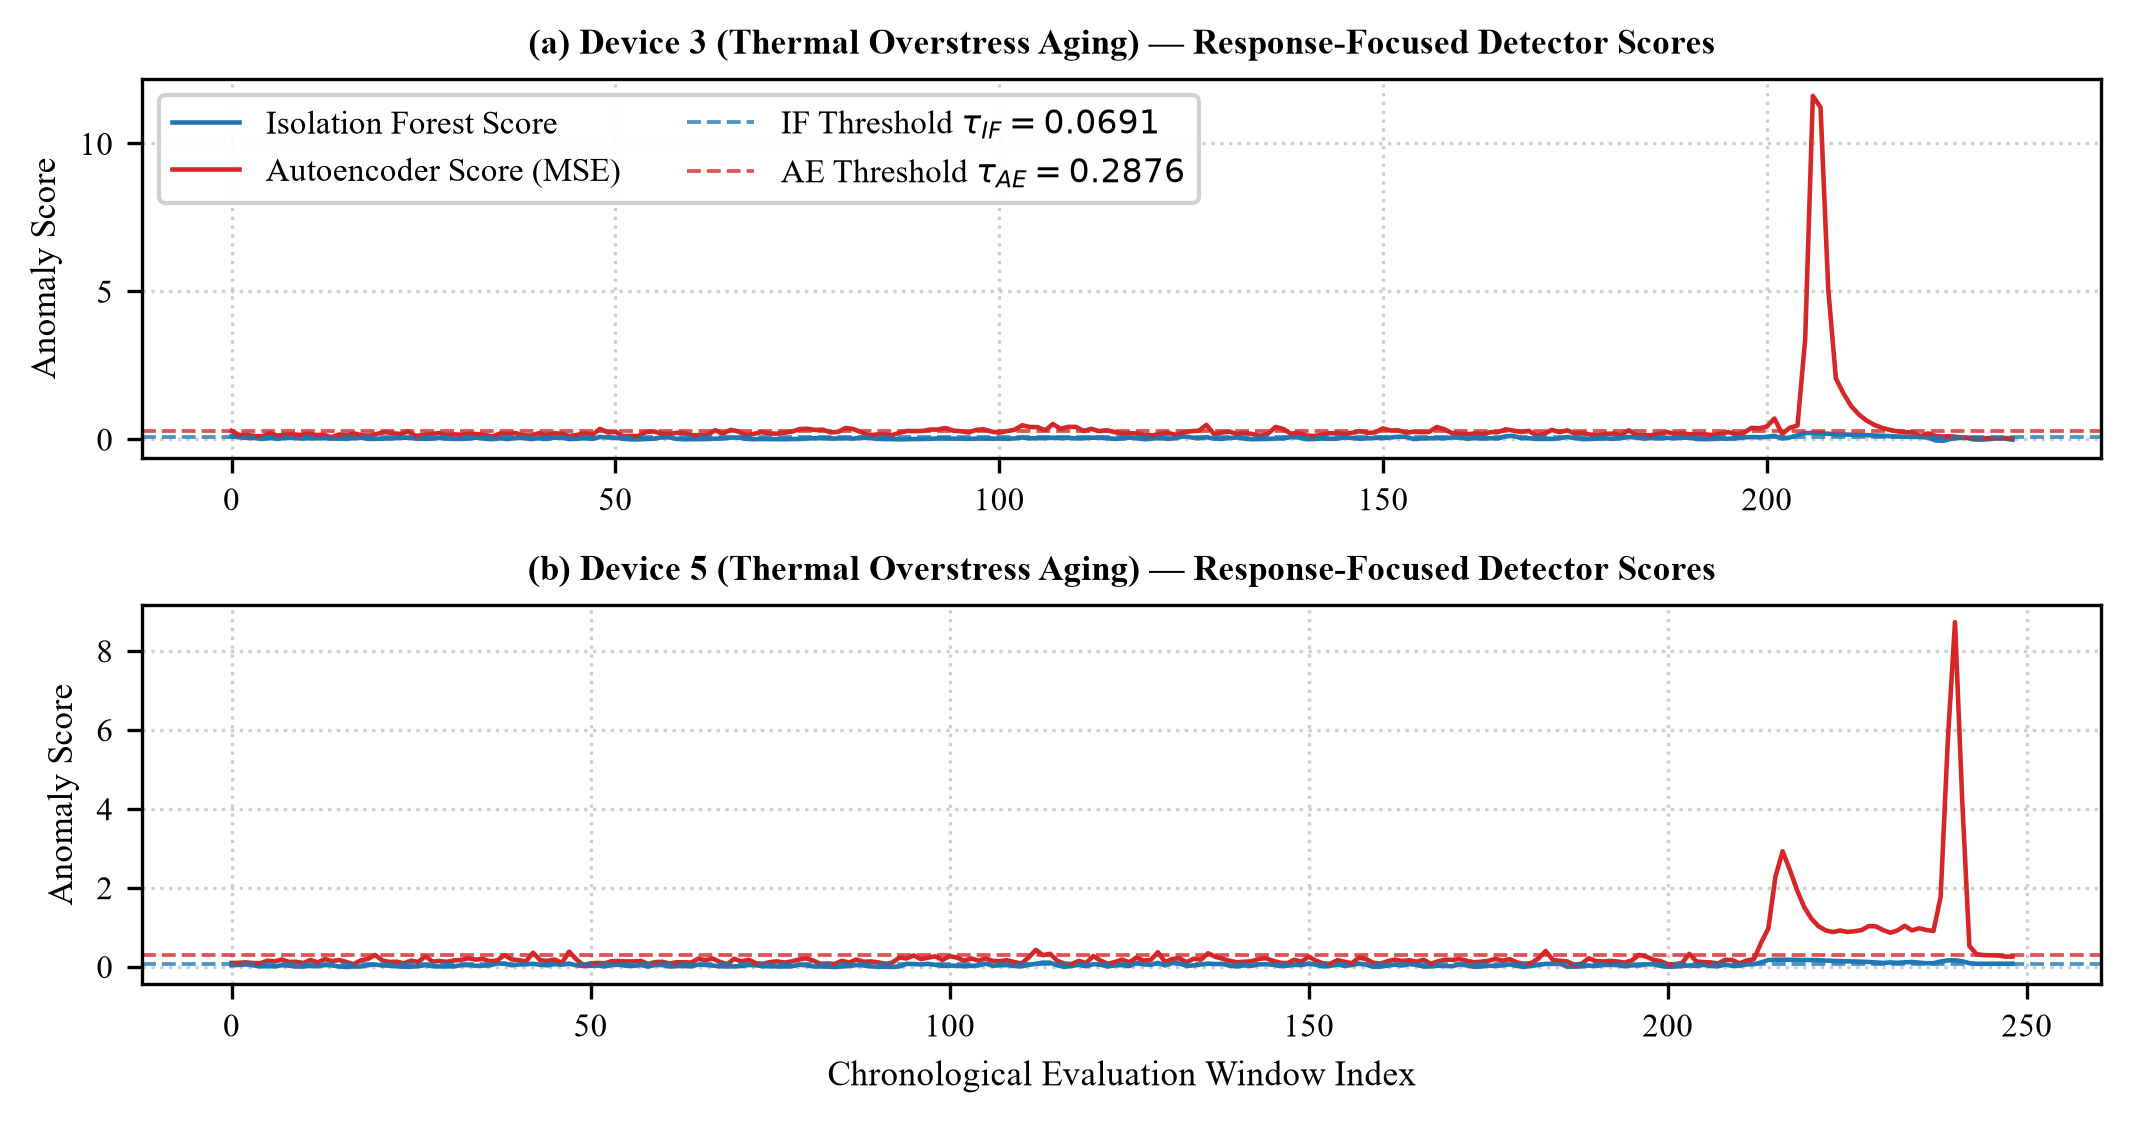 (a) Device 3 (Thermal Overstress Aging) — Response-Focused Detector Scores
Isolation Forest Score
Autoencoder Score (MSE)
IF Threshold τ_IF = 0.0691
AE Threshold τ_AE = 0.2876
Anomaly Score
10
5
0
0 50 100 150 200
(b) Device 5 (Thermal Overstress Aging) — Response-Focused Detector Scores
Anomaly Score
8
6
4
2
0
0 50 100 150 200 250
Chronological Evaluation Window Index